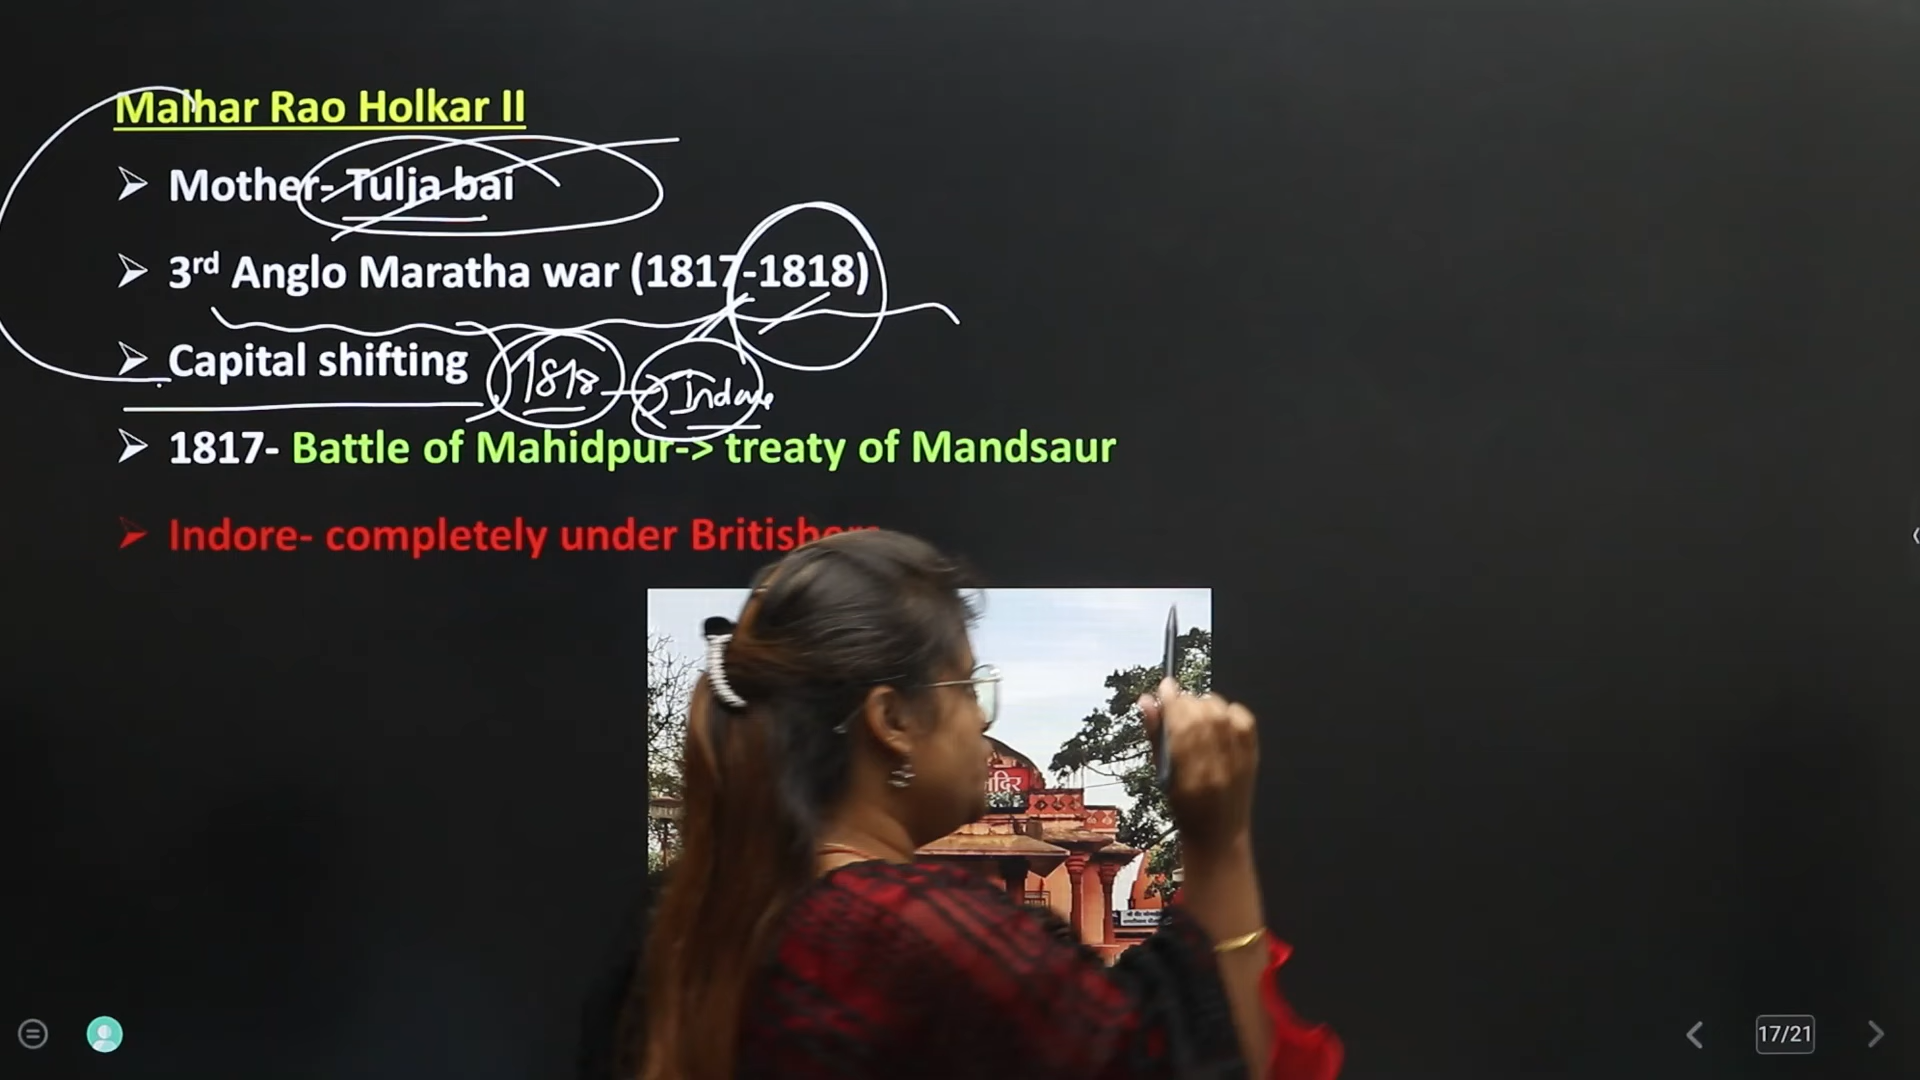 Malhar Rao Holkar II
➢ Mother- Tulja bai
➢ 3rd Anglo Maratha war (1817-1818)
➢ Capital shifting 1818 Indore
➢ 1817- Battle of Mahidpur-> treaty of Mandsaur
➢ Indore- completely under Britishers
17/21